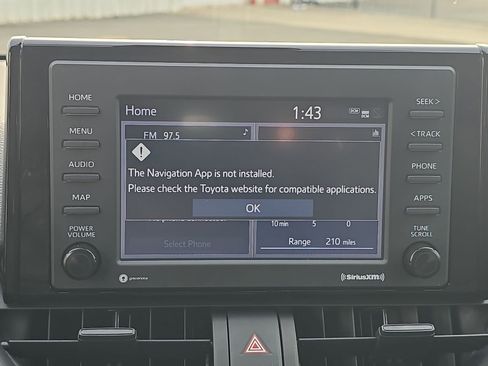 HOME
MENU
AUDIO
MAP
POWER
VOLUME
Home
1:43
DCM
FM 97.5
The Navigation App is not installed.
Please check the Toyota website for compatible applications.
OK
Select Phone
10 min 5 0
Range 210 miles
SEEK >
< TRACK
PHONE
APPS
TUNE
SCROLL
gracenote
SiriusXM